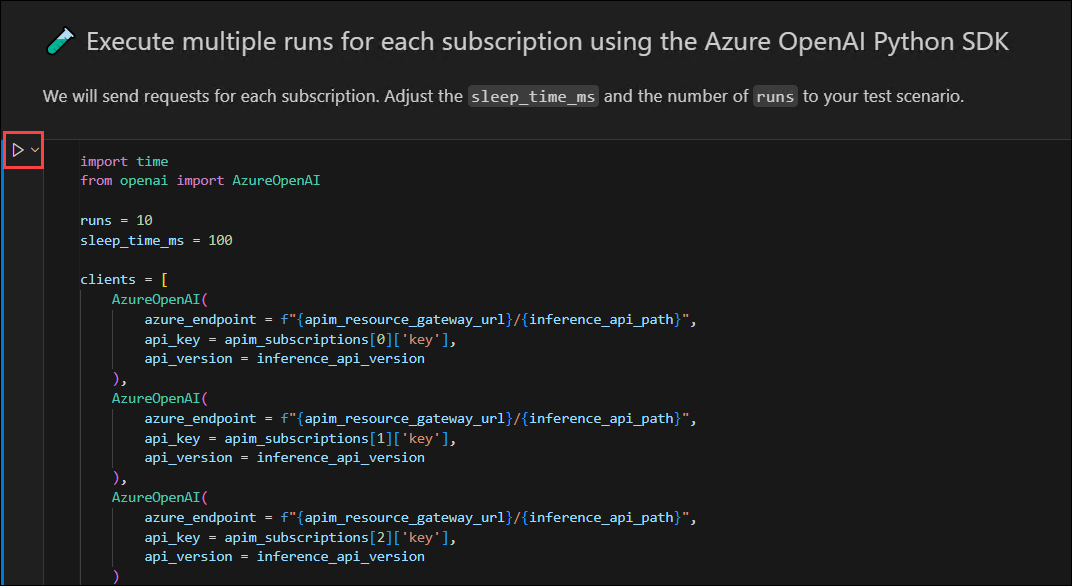 Execute multiple runs for each subscription using the Azure OpenAI Python SDK
We will send requests for each subscription. Adjust the sleep_time_ms and the number of runs to your test scenario.
import time
from openai import AzureOpenAI
runs = 10
sleep_time_ms = 100
clients = [
    AzureOpenAI(
        azure_endpoint = f"{apim_resource_gateway_url}/{inference_api_path}",
        api_key = apim_subscriptions[0]['key'],
        api_version = inference_api_version
    ),
    AzureOpenAI(
        azure_endpoint = f"{apim_resource_gateway_url}/{inference_api_path}",
        api_key = apim_subscriptions[1]['key'],
        api_version = inference_api_version
    ),
    AzureOpenAI(
        azure_endpoint = f"{apim_resource_gateway_url}/{inference_api_path}",
        api_key = apim_subscriptions[2]['key'],
        api_version = inference_api_version
    )